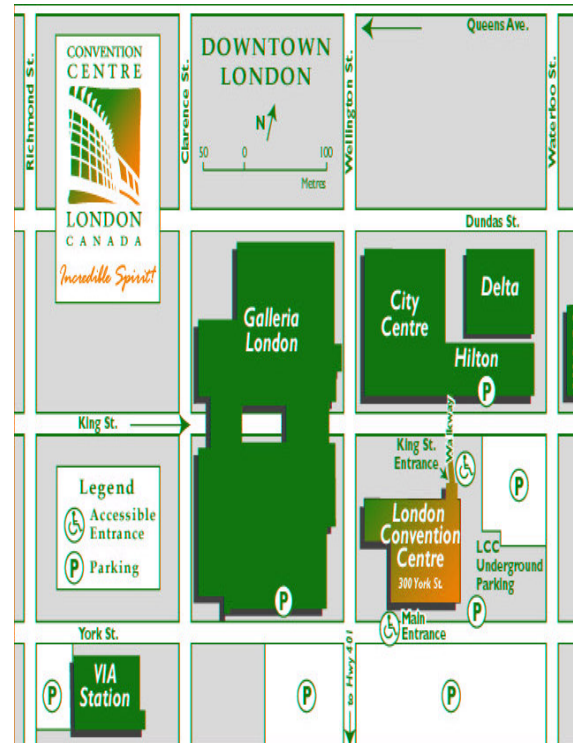 Richmond St.
CONVENTION
CENTRE
LONDON
CANADA
Incredible Spirit!
Clarence St.
DOWNTOWN
LONDON
N
50 0 100
Metres
Wellington St.
Queens Ave.
Waterloo St.
Dundas St.
Galleria
London
City
Centre
Delta
Hilton
P
King St.
Walkway
King St.
Entrance
P
Legend
Accessible
Entrance
P Parking
London
Convention
Centre
300 York St.
LCC
Underground
Parking
P
P
Main
Entrance
York St.
P
VIA
Station
P
to Hwy 401
P